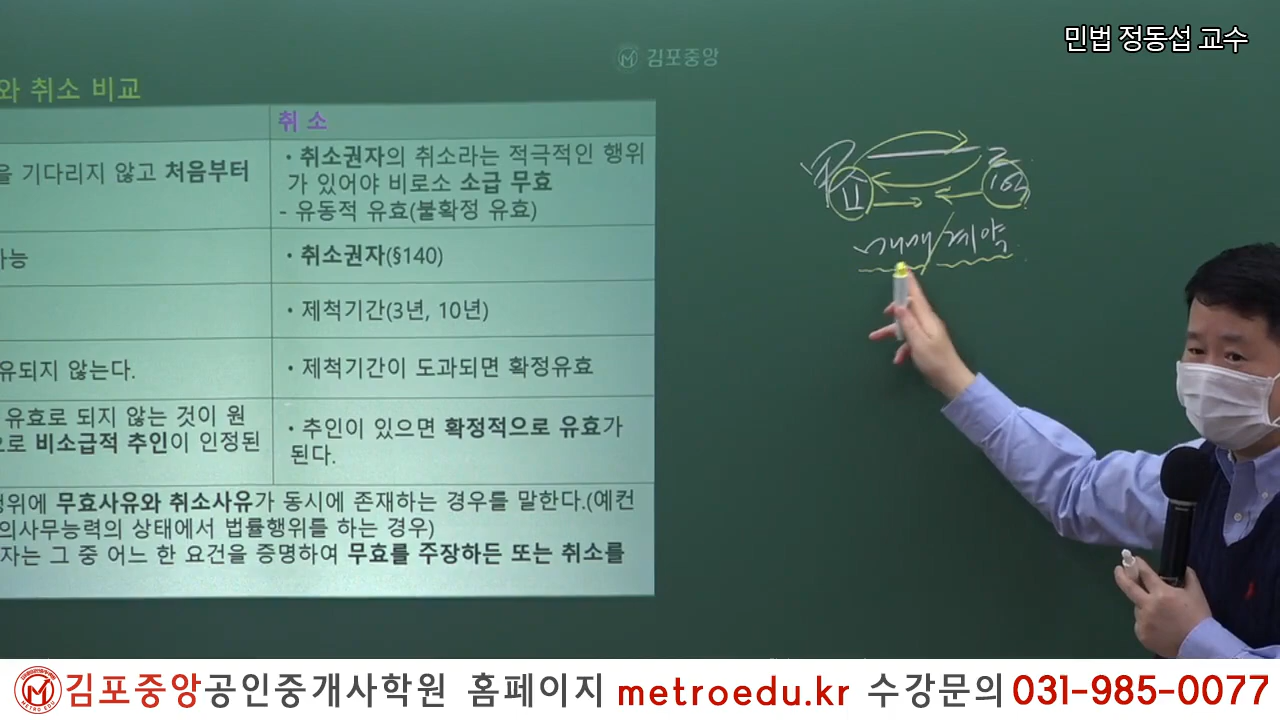 민법 정동섭 교수
김포중앙
와 취소 비교
취 소
을 기다리지 않고 처음부터
· 취소권자의 취소라는 적극적인 행위
가 있어야 비로소 소급 무효
- 유동적 유효(불확정 유효)
가능
· 취소권자(§140)
· 제척기간(3년, 10년)
유되지 않는다.
· 제척기간이 도과되면 확정유효
유효로 되지 않는 것이 원
으로 비소급적 추인이 인정된
· 추인이 있으면 확정적으로 유효가
된다.
행위에 무효사유와 취소사유가 동시에 존재하는 경우를 말한다.(예컨
의사무능력의 상태에서 법률행위를 하는 경우)
자는 그 중 어느 한 요건을 증명하여 무효를 주장하든 또는 취소를
매매/계약
김포중앙공인중개사학원 홈페이지 metroedu.kr 수강문의 031-985-0077
METRO EDU